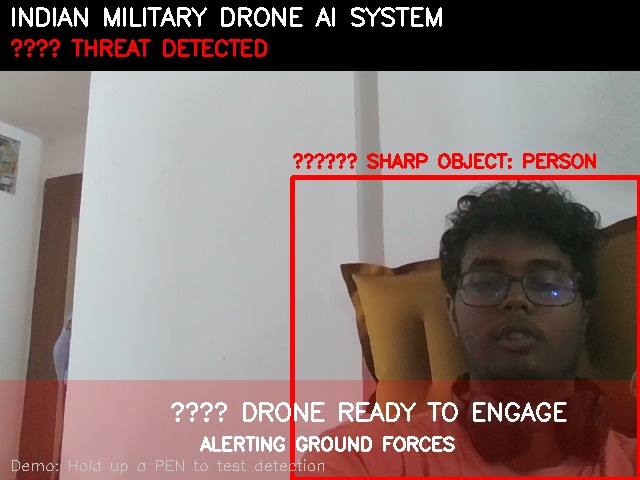 INDIAN MILITARY DRONE AI SYSTEM
???? THREAT DETECTED
?????? SHARP OBJECT: PERSON
???? DRONE READY TO ENGAGE
ALERTING GROUND FORCES
Demo: Hold up a PEN to test detection